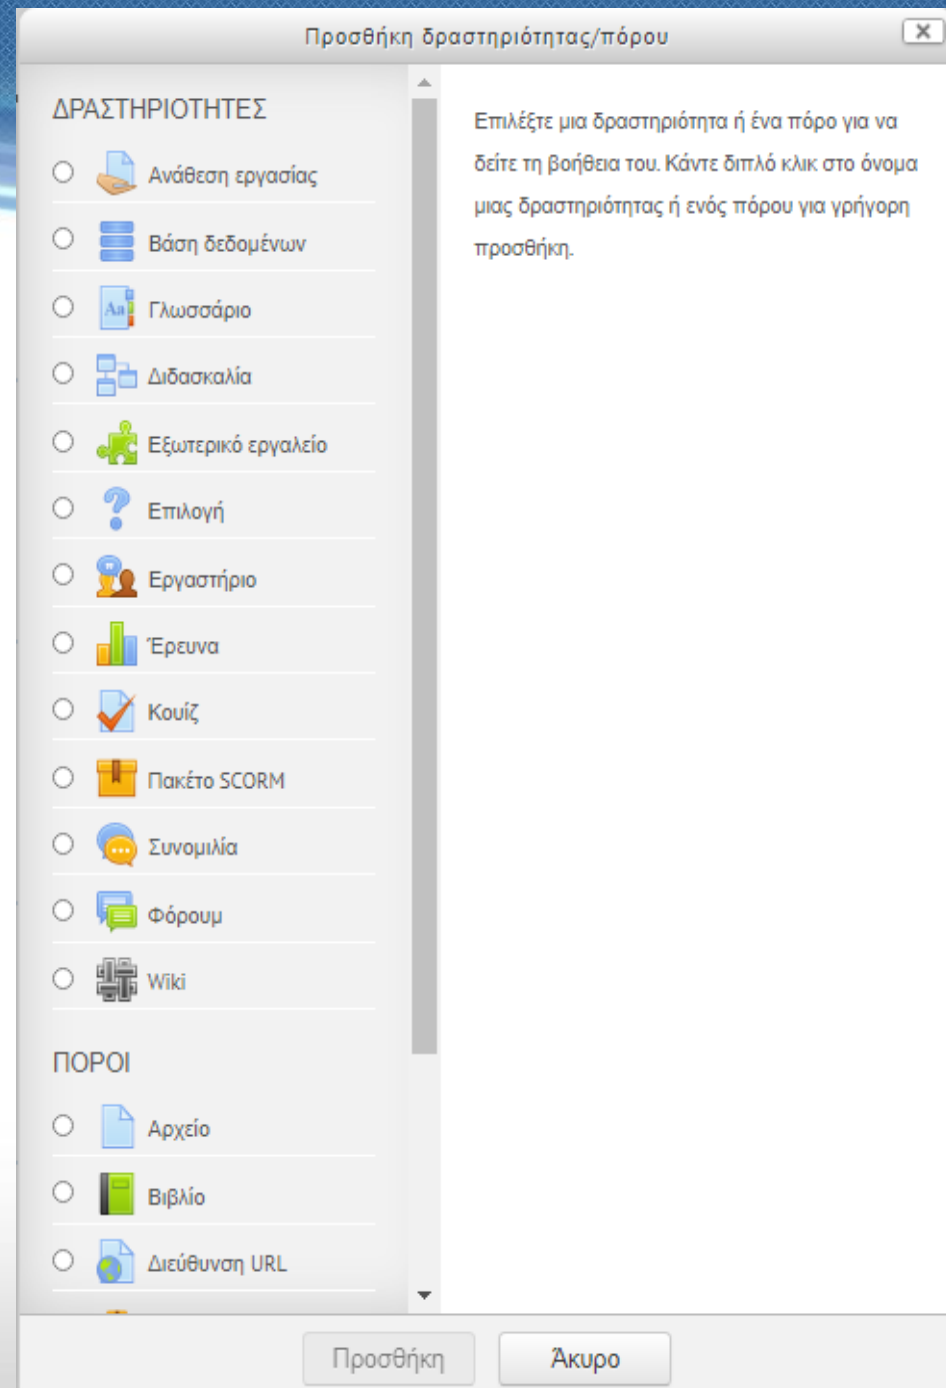 Προσθήκη δραστηριότητας/πόρου
ΔΡΑΣΤΗΡΙΟΤΗΤΕΣ
Ανάθεση εργασίας
Βάση δεδομένων
Γλωσσάριο
Διδασκαλία
Εξωτερικό εργαλείο
Επιλογή
Εργαστήριο
Έρευνα
Κουίζ
Πακέτο SCORM
Συνομιλία
Φόρουμ
Wiki
ΠΟΡΟΙ
Αρχείο
Βιβλίο
Διεύθυνση URL
Επιλέξτε μια δραστηριότητα ή ένα πόρο για να
δείτε τη βοήθεια του. Κάντε διπλό κλικ στο όνομα
μιας δραστηριότητας ή ενός πόρου για γρήγορη
προσθήκη.
Προσθήκη
Άκυρο